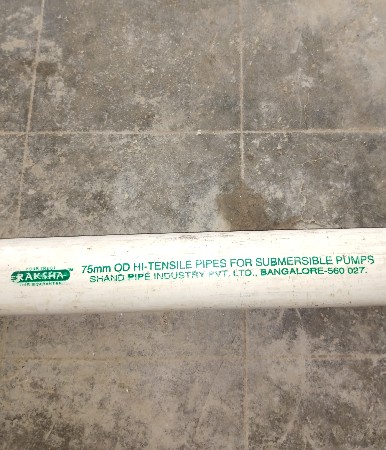 RAKSHA
75mm OD HI-TENSILE PIPES FOR SUBMERSIBLE PUMPS
SHAND PIPE INDUSTRY PVT. LTD., BANGALORE-560 027.